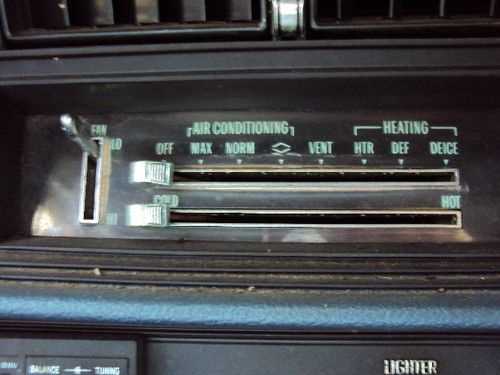 AIR CONDITIONING HEATING
FAN
LO OFF MAX NORM VENT HTR DEF DEICE
COLD HOT
HI
BALANCE TUNING
LIGHTER